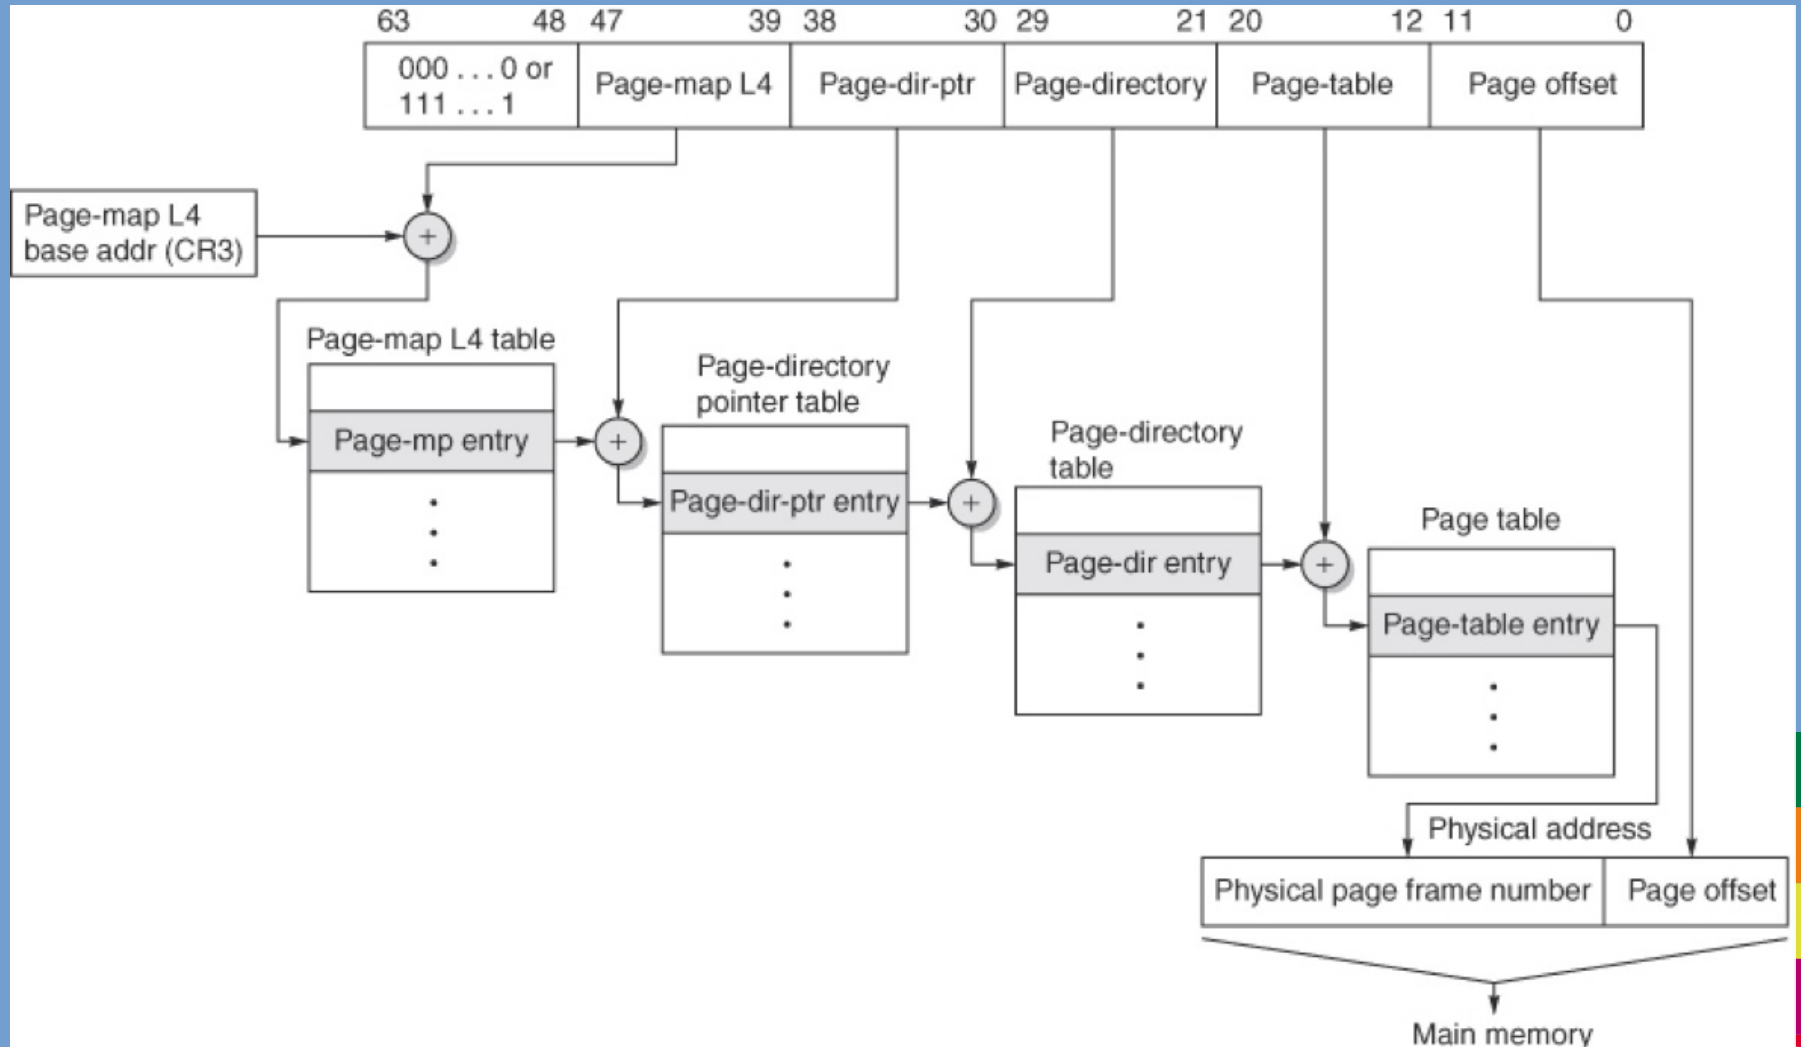 63 48 47 39 38 30 29 21 20 12 11 0
000 . . . 0 or
111 . . . 1
Page-map L4
Page-dir-ptr
Page-directory
Page-table
Page offset
Page-map L4
base addr (CR3)
+
Page-map L4 table
Page-mp entry
+
Page-directory
pointer table
Page-dir-ptr entry
+
Page-directory
table
Page-dir entry
+
Page table
Page-table entry
Physical address
Physical page frame number
Page offset
Main memory